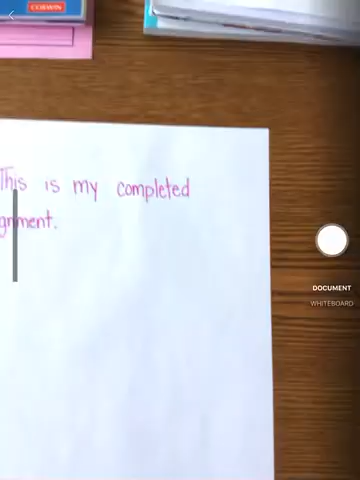 CORWIN
This is my completed
gnment.
DOCUMENT
WHITEBOARD